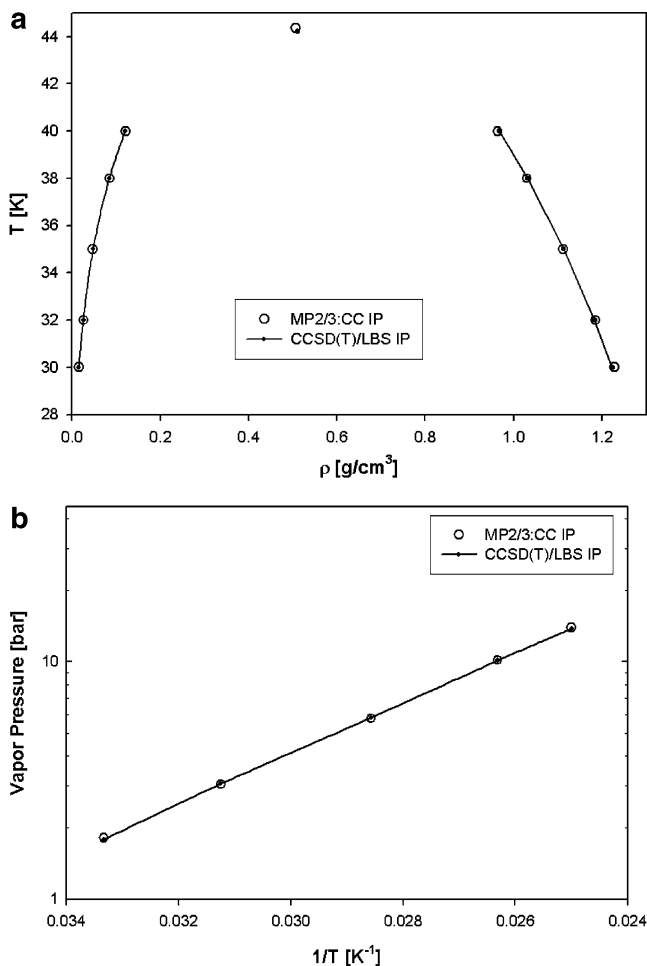 a
44
42
40
38
36
34
32
30
28
T [K]
MP2/3:CC IP
CCSD(T)/LBS IP
0.0 0.2 0.4 0.6 0.8 1.0 1.2
ρ [g/cm³]
b
MP2/3:CC IP
CCSD(T)/LBS IP
10
1
Vapor Pressure [bar]
0.034 0.032 0.030 0.028 0.026 0.024
1/T [K⁻¹]